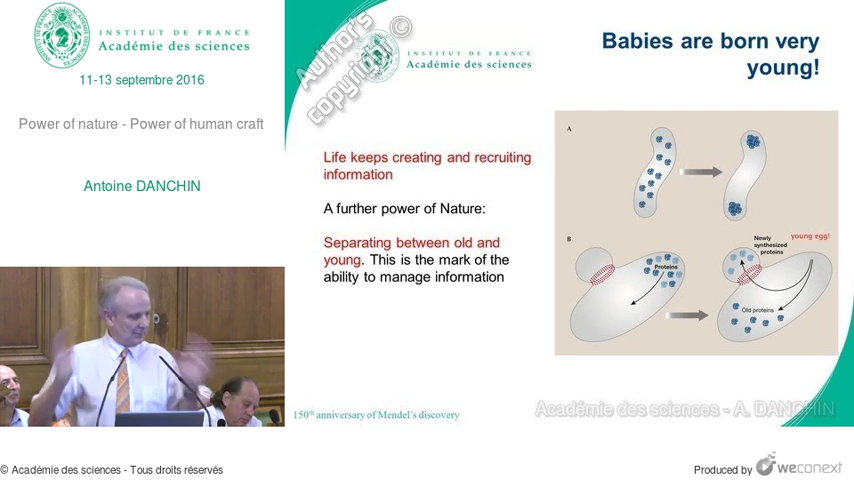 INSTITUT DE FRANCE
Académie des sciences
11-13 septembre 2016
Power of nature - Power of human craft
Antoine DANCHIN
Author's
copyright ©
INSTITUT DE FRANCE
Académie des sciences
Babies are born very
young!
Life keeps creating and recruiting
information
A further power of Nature:
Separating between old and
young. This is the mark of the
ability to manage information
A
B
Proteins
Newly
synthesized
proteins
young egg!
Old proteins
150th anniversary of Mendel's discovery
Académie des sciences - A. DANCHIN
© Académie des sciences - Tous droits réservés
Produced by weconext